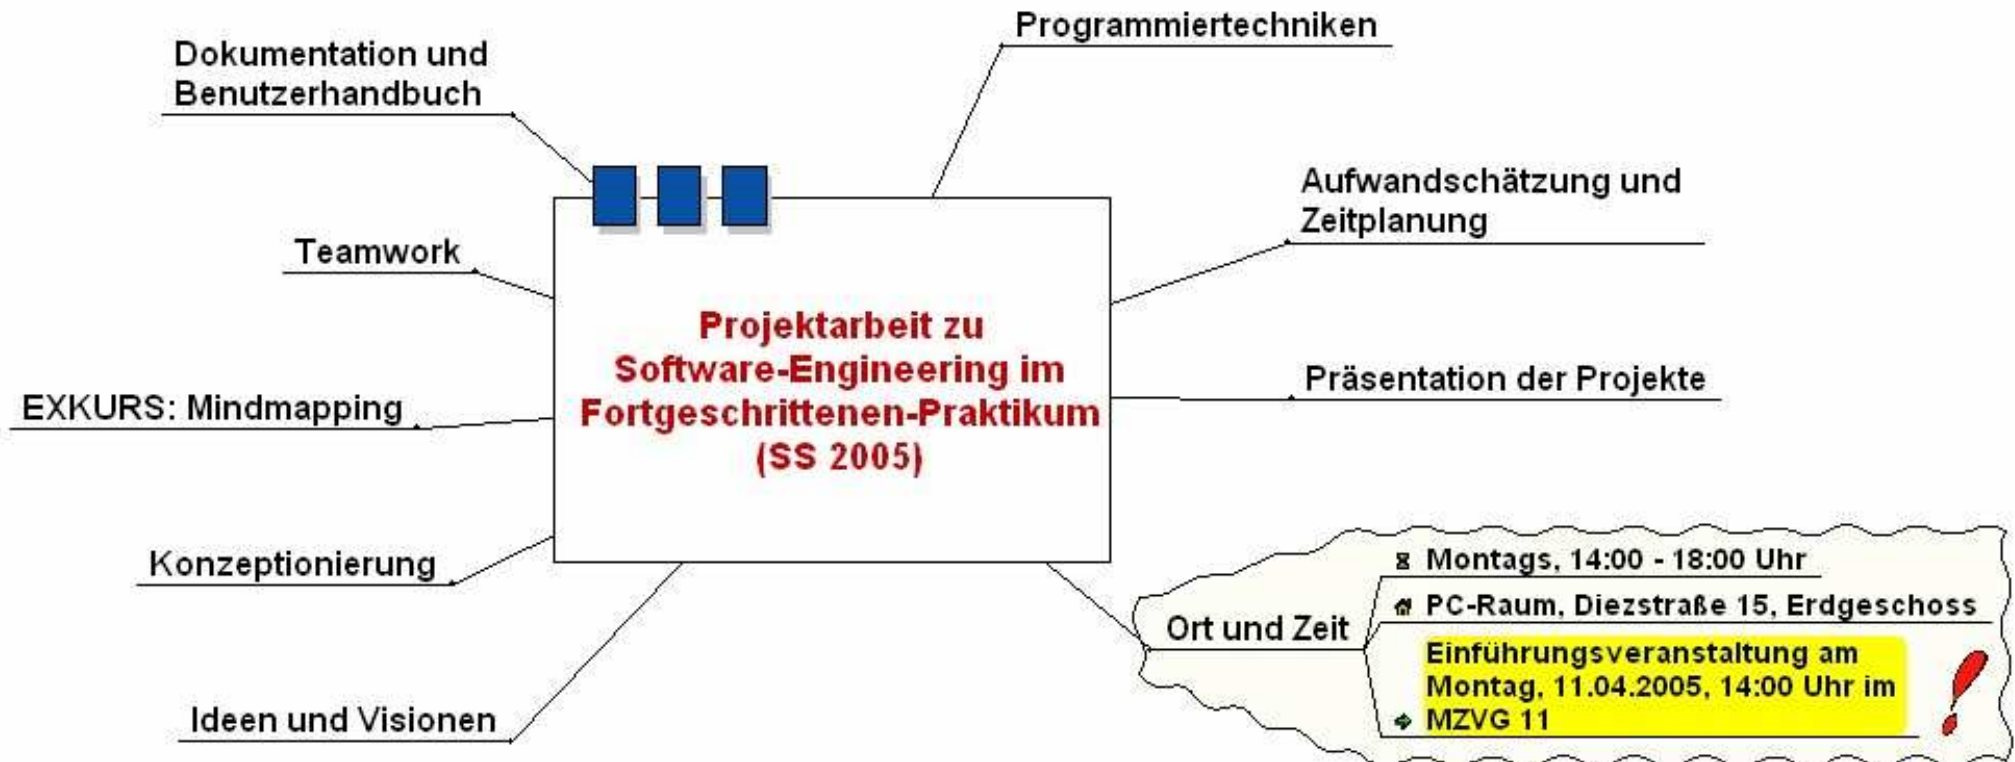 Programmiertechniken
Dokumentation und
Benutzerhandbuch
Aufwandschätzung und
Zeitplanung
Teamwork
Projektarbeit zu
Software-Engineering im
Fortgeschrittenen-Praktikum
(SS 2005)
Präsentation der Projekte
EXKURS: Mindmapping
Konzeptionierung
Ort und Zeit
Montags, 14:00 - 18:00 Uhr
PC-Raum, Diezstraße 15, Erdgeschoss
Einführungsveranstaltung am
Montag, 11.04.2005, 14:00 Uhr im
MZVG 11
Ideen und Visionen